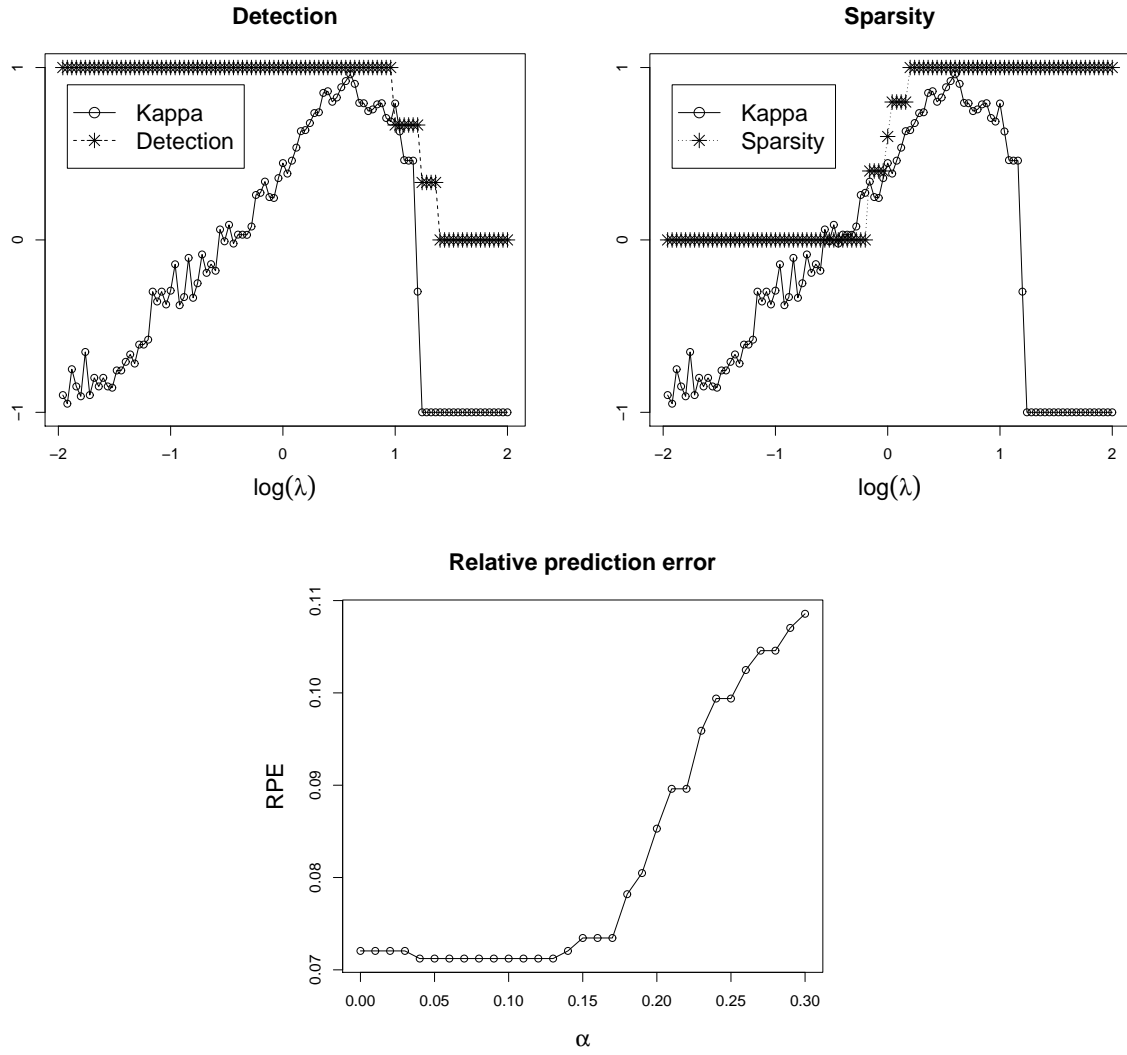 Detection
Kappa
Detection
1
0
−1
−2 −1 0 1 2
log(λ)
Sparsity
Kappa
Sparsity
1
0
−1
−2 −1 0 1 2
log(λ)
Relative prediction error
RPE
0.11
0.10
0.09
0.08
0.07
0.00 0.05 0.10 0.15 0.20 0.25 0.30
α